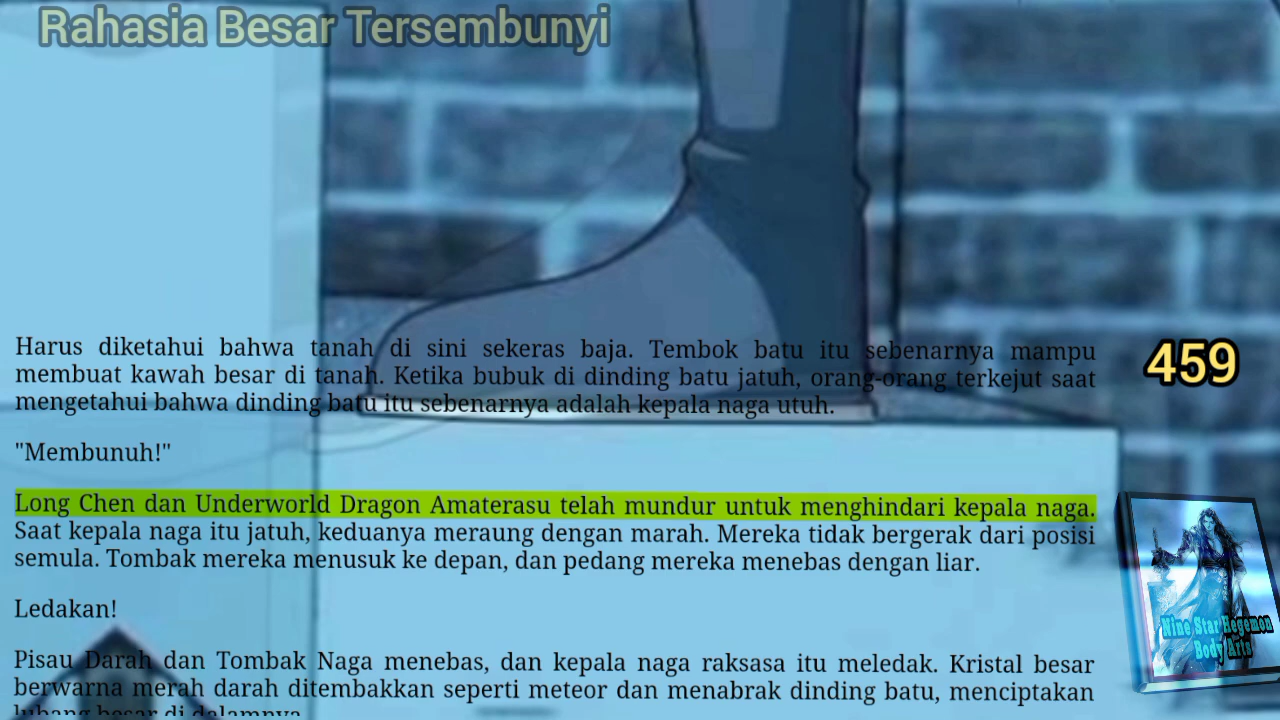 Rahasia Besar Tersembunyi
Harus diketahui bahwa tanah di sini sekeras baja. Tembok batu itu sebenarnya mampu
membuat kawah besar di tanah. Ketika bubuk di dinding batu jatuh, orang-orang terkejut saat
mengetahui bahwa dinding batu itu sebenarnya adalah kepala naga utuh.
459
"Membunuh!"
Long Chen dan Underworld Dragon Amaterasu telah mundur untuk menghindari kepala naga.
Saat kepala naga itu jatuh, keduanya meraung dengan marah. Mereka tidak bergerak dari posisi
semula. Tombak mereka menusuk ke depan, dan pedang mereka menebas dengan liar.
Ledakan!
Pisau Darah dan Tombak Naga menebas, dan kepala naga raksasa itu meledak. Kristal besar
berwarna merah darah ditembakkan seperti meteor dan menabrak dinding batu, menciptakan
lubang besar di dalamnya.
Nine Star Hegemon
Body Arts